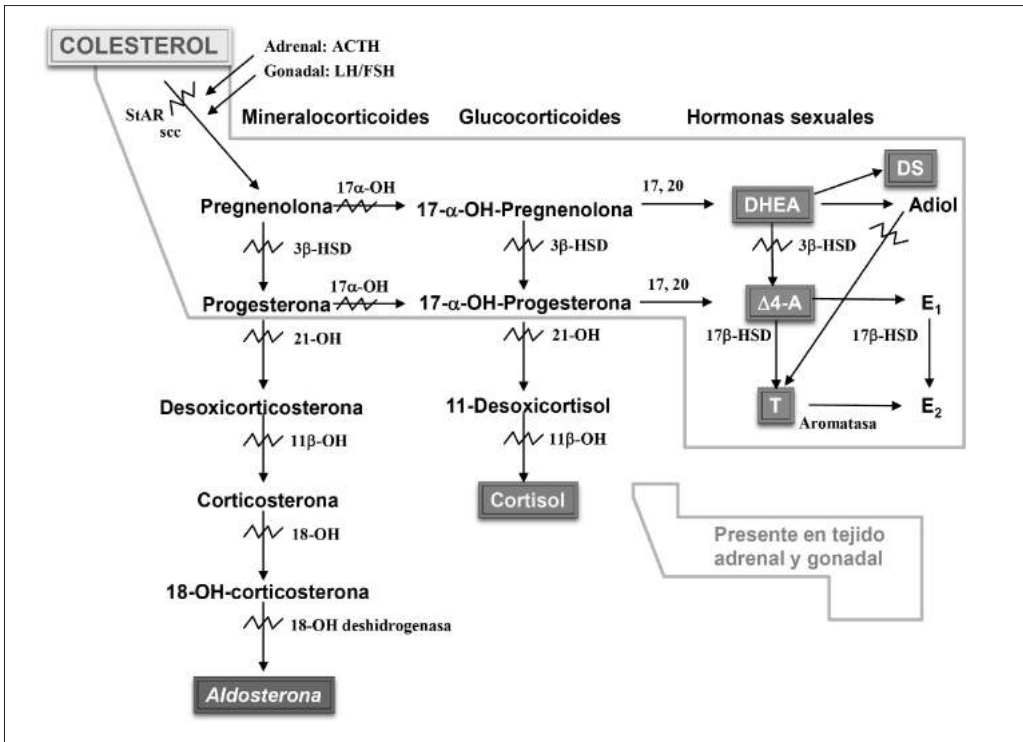 COLESTEROL
Adrenal: ACTH
Gonadal: LH/FSH
StAR
scc
Mineralocorticoides Glucocorticoides Hormonas sexuales
DS
17α-OH 17, 20
Pregnenolona 17-α-OH-Pregnenolona DHEA Adiol
3β-HSD 3β-HSD 3β-HSD
17α-OH 17, 20
Progesterona 17-α-OH-Progesterona Δ4-A E1
21-OH 21-OH 17β-HSD 17β-HSD
Desoxicorticosterona 11-Desoxicortisol T E2
Aromatasa
11β-OH 11β-OH
Corticosterona Cortisol
18-OH
Presente en tejido
adrenal y gonadal
18-OH-corticosterona
18-OH deshidrogenasa
Aldosterona